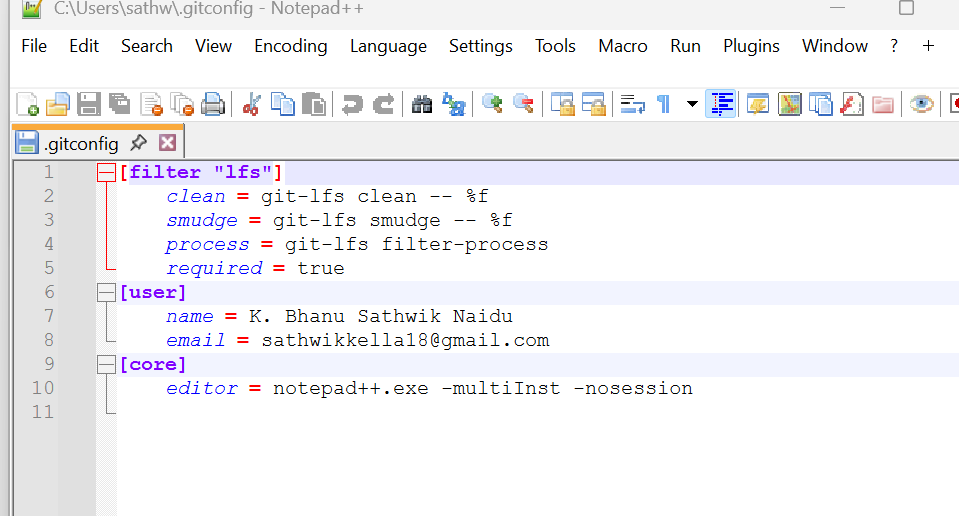 C:\Users\sathw\.gitconfig - Notepad++
File Edit Search View Encoding Language Settings Tools Macro Run Plugins Window ? +
.gitconfig
1 [filter "lfs"]
2 clean = git-lfs clean -- %f
3 smudge = git-lfs smudge -- %f
4 process = git-lfs filter-process
5 required = true
6 [user]
7 name = K. Bhanu Sathwik Naidu
8 email = sathwikkella18@gmail.com
9 [core]
10 editor = notepad++.exe -multiInst -nosession
11